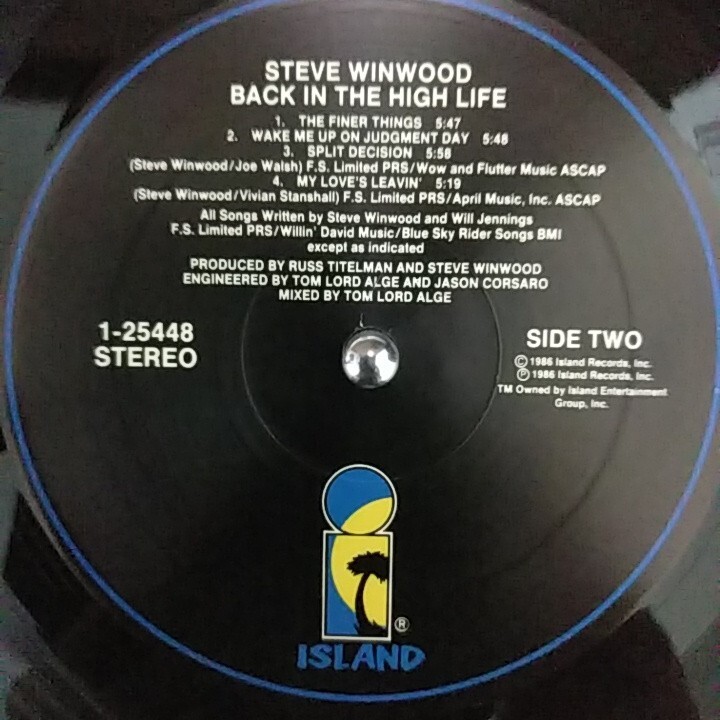 STEVE WINWOOD
BACK IN THE HIGH LIFE
1. THE FINER THINGS 5:47
2. WAKE ME UP ON JUDGMENT DAY 5:48
3. SPLIT DECISION 5:58
(Steve Winwood/Joe Walsh) F.S. Limited PRS/Wow and Flutter Music ASCAP
4. MY LOVE'S LEAVIN' 5:19
(Steve Winwood/Vivian Stanshall) F.S. Limited PRS/April Music, Inc. ASCAP
All Songs Written by Steve Winwood and Will Jennings
F.S. Limited PRS/Willin' David Music/Blue Sky Rider Songs BMI
except as indicated
PRODUCED BY RUSS TITELMAN AND STEVE WINWOOD
ENGINEERED BY TOM LORD ALGE AND JASON CORSARO
MIXED BY TOM LORD ALGE
1-25448
STEREO
SIDE TWO
Ⓒ 1986 Island Records, Inc.
Ⓟ 1986 Island Records, Inc.
TM Owned by Island Entertainment
Group, Inc.
®
ISLAND